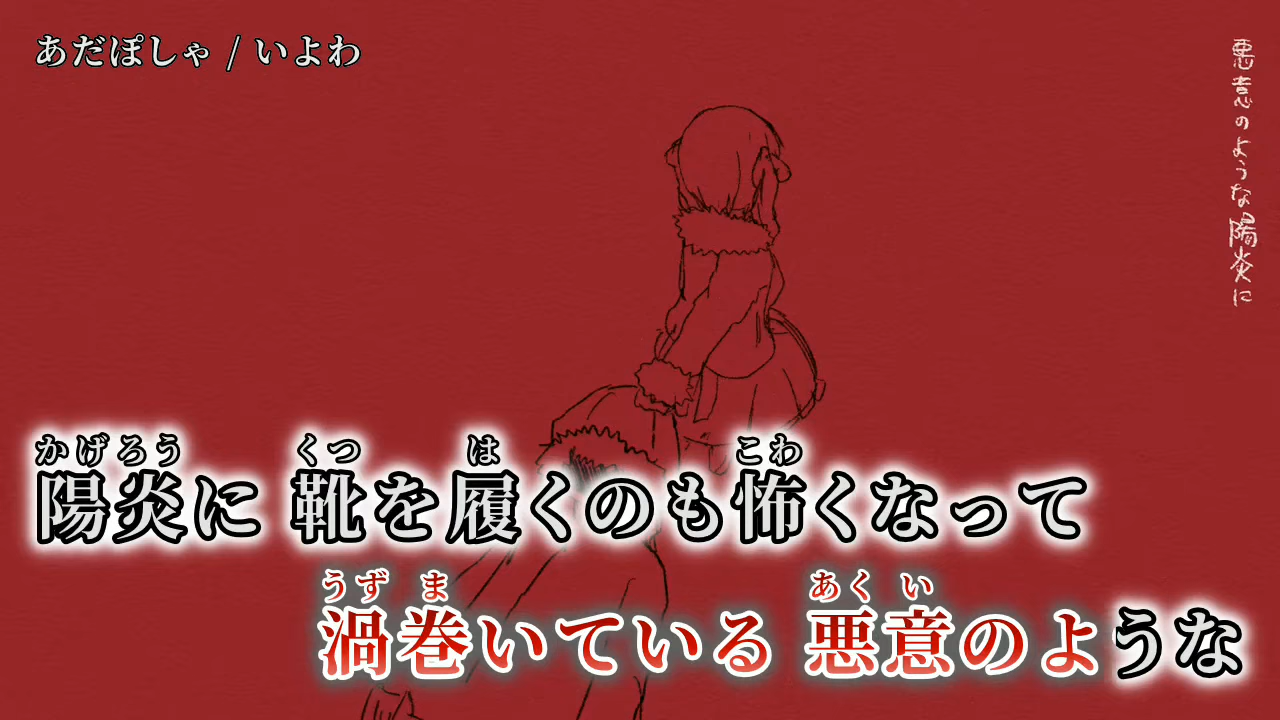 あだぽしゃ / いよわ
悪意のような陽炎に
かげろう くつ は こわ
陽炎に 靴を履くのも怖くなって
うずま あくい
渦巻いている 悪意のような